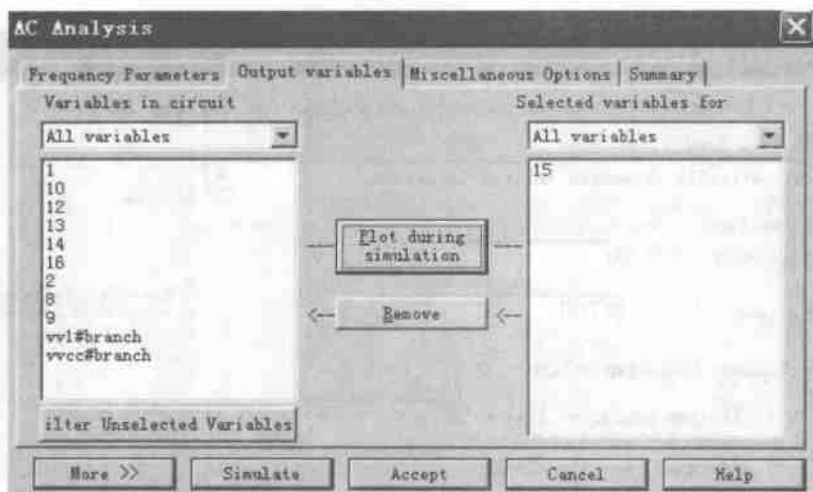 AC Analysis
Frequency Parameters Output variables Miscellaneous Options Summary
Variables in circuit Selected variables for
All variables All variables
1 15
10
12
13
14
16
2
8
9
vv1#branch
vvcc#branch
Plot during
simulation
Remove
ilter Unselected Variables
More >> Simulate Accept Cancel Help